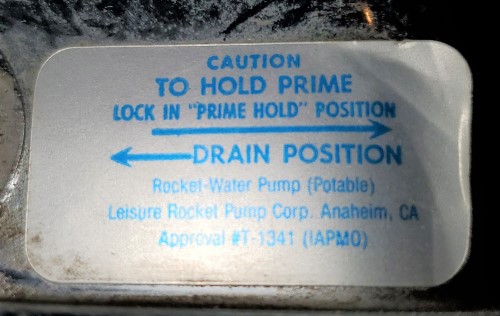 CAUTION
TO HOLD PRIME
LOCK IN "PRIME HOLD" POSITION
DRAIN POSITION
Rocket-Water Pump (Potable)
Leisure Rocket Pump Corp. Anaheim, CA
Approval #T-1341 (IAPMO)